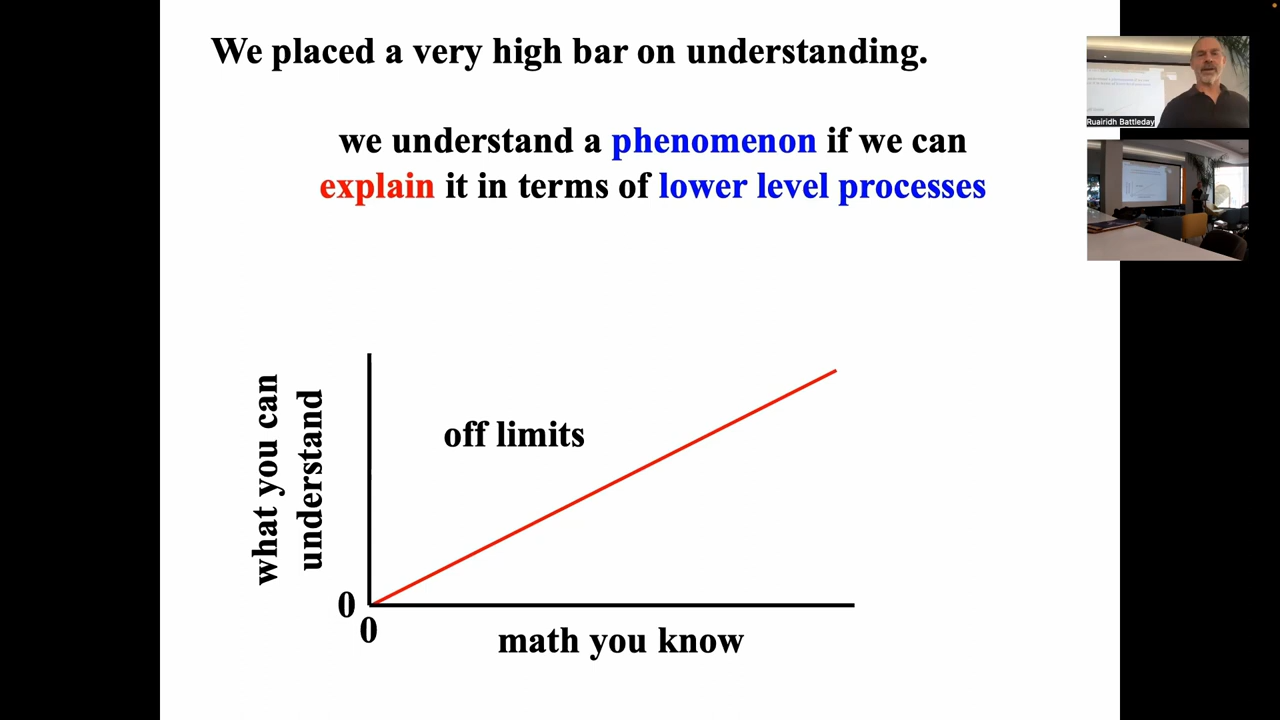 We placed a very high bar on understanding.
we understand a phenomenon if we can
explain it in terms of lower level processes
what you can
understand
off limits
0
0
math you know
Ruairidh Battleday